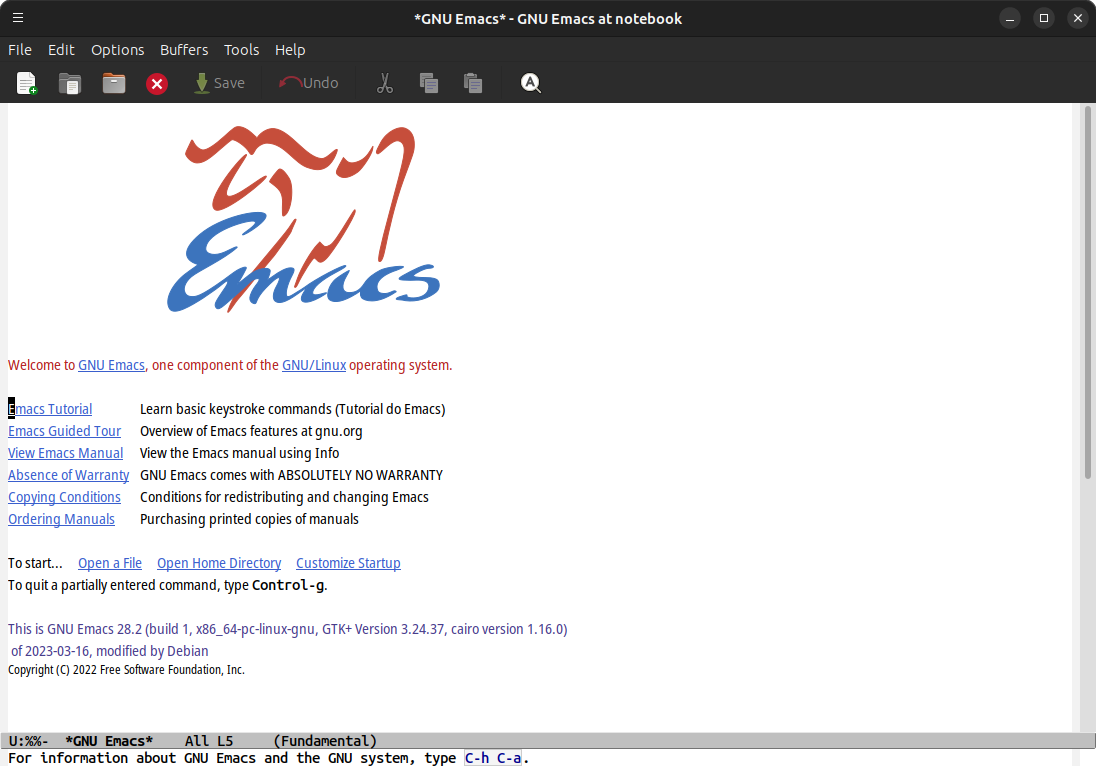 *GNU Emacs* - GNU Emacs at notebook
File Edit Options Buffers Tools Help
Save Undo
Emacs
Welcome to GNU Emacs, one component of the GNU/Linux operating system.
Emacs Tutorial Learn basic keystroke commands (Tutorial do Emacs)
Emacs Guided Tour Overview of Emacs features at gnu.org
View Emacs Manual View the Emacs manual using Info
Absence of Warranty GNU Emacs comes with ABSOLUTELY NO WARRANTY
Copying Conditions Conditions for redistributing and changing Emacs
Ordering Manuals Purchasing printed copies of manuals
To start... Open a File Open Home Directory Customize Startup
To quit a partially entered command, type Control-g.
This is GNU Emacs 28.2 (build 1, x86_64-pc-linux-gnu, GTK+ Version 3.24.37, cairo version 1.16.0)
of 2023-03-16, modified by Debian
Copyright (C) 2022 Free Software Foundation, Inc.
U:%%- *GNU Emacs* All L5 (Fundamental)
For information about GNU Emacs and the GNU system, type C-h C-a.